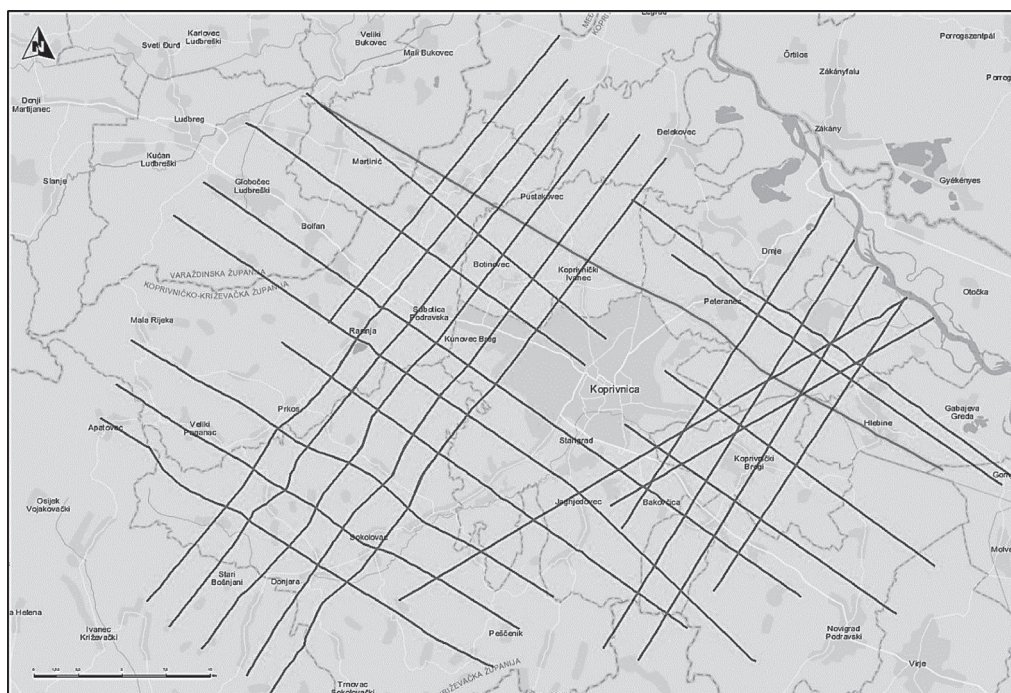 N
Karlovec
Ludbreški
Sveti Đurđ
Veliki
Bukovec
Mali Bukovec
Őrtilos
Zákányfalu
Porrogszentpál
Donji
Martijanec
Ludbreg
Đelekovec
Zákány
Kućan
Ludbreški
Martinić
Slanje
Globočec
Ludbreški
Pustakovec
Gyékényes
Bolfan
Drnje
VARAŽDINSKA ŽUPANIJA
KOPRIVNIČKO-KRIŽEVAČKA ŽUPANIJA
Botinovec
Koprivnički
Ivanec
Otočka
Peteranec
Mala Rijeka
Rasinja
Subotica
Podravska
Kunovec Breg
Koprivnica
Prkos
Gabajeva
Greda
Hlebine
Apatovec
Veliki
Poganac
Starigrad
Koprivnički
Bregi
Osijek
Vojakovački
Jagnjedovec
Bakovčica
Sokolovac
Stari
Bošnjani
Donjara
Ivanec
Križevački
Peščenik
Novigrad
Podravski
Virje
Trnovac
Sokolovački